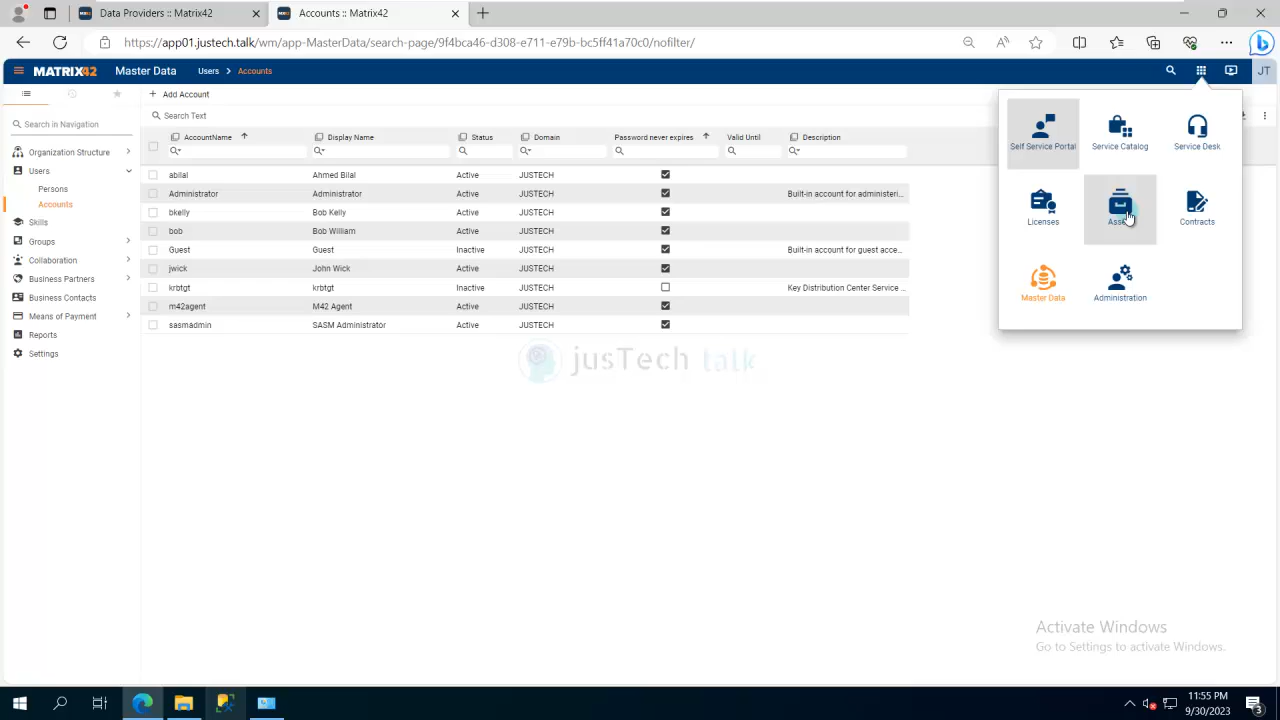 Data Providers :: Matrix42
Accounts :: Matrix42
https://app01.justech.talk/wm/app-MasterData/search-page/9f4bca46-d308-e711-e79b-bc5ff41a70c0/nofilter/
MATRIX42 Master Data Users > Accounts JT
+ Add Account
Search in Navigation
Search Text
AccountName Display Name Status Domain Password never expires Valid Until Description
Organization Structure
Users
Persons
Accounts
Skills
Groups
Collaboration
Business Partners
Business Contacts
Means of Payment
Reports
Settings
abilal Ahmed Bilal Active JUSTECH
Administrator Administrator Active JUSTECH Built-in account for administeri...
bkelly Bob Kelly Active JUSTECH
bob Bob William Active JUSTECH
Guest Guest Inactive JUSTECH Built-in account for guest acce...
jwick John Wick Active JUSTECH
krbtgt krbtgt Inactive JUSTECH Key Distribution Center Service ...
m42agent M42 Agent Active JUSTECH
sasmadmin SASM Administrator Active JUSTECH
Self Service Portal Service Catalog Service Desk
Licenses Contracts
Master Data Administration
jusTech talk
Activate Windows
Go to Settings to activate Windows.
11:55 PM
9/30/2023
3